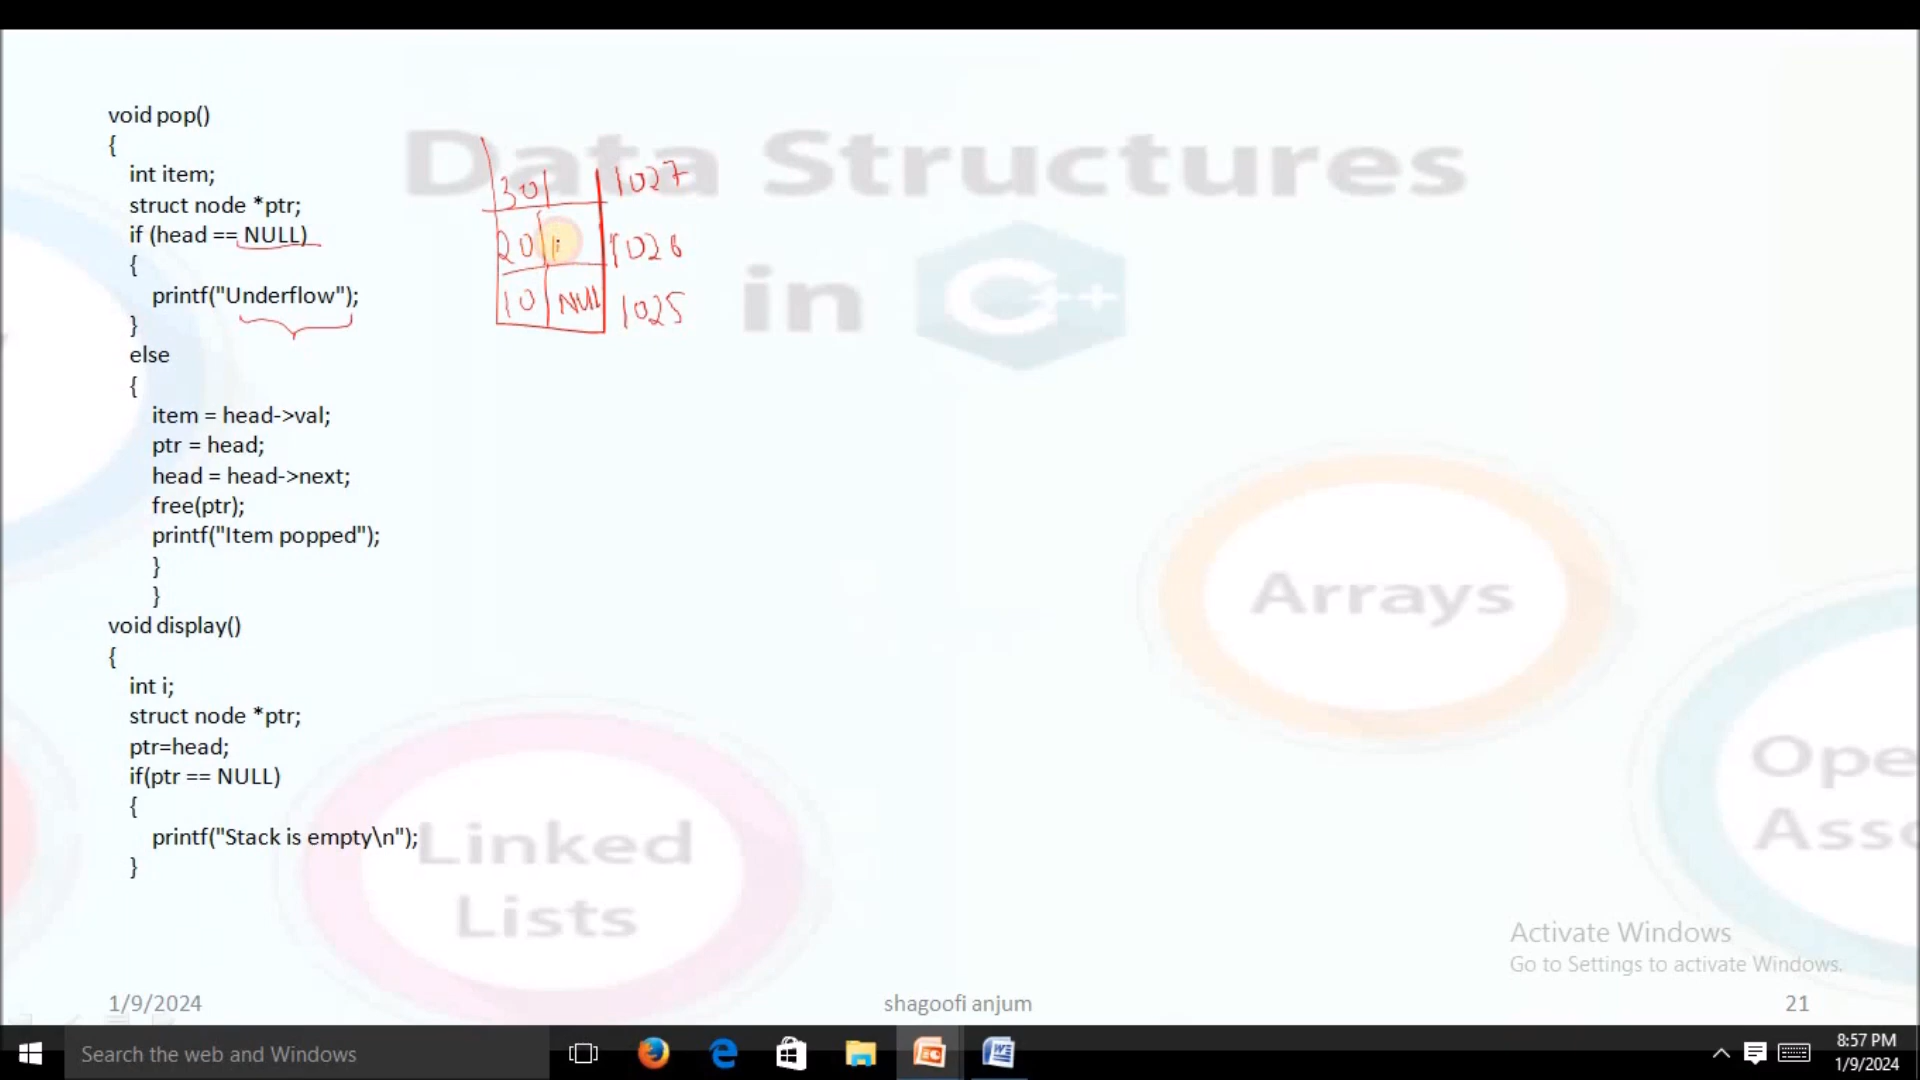 void pop()
{
int item;
struct node *ptr;
if (head == NULL)
{
printf("Underflow");
}
else
{
item = head->val;
ptr = head;
head = head->next;
free(ptr);
printf("Item popped");
}
}
void display()
{
int i;
struct node *ptr;
ptr=head;
if(ptr == NULL)
{
printf("Stack is empty\n");
}
30 1027
20 1 1026
10 NULL 1025
Data Structures
in C++
Arrays
Linked
Lists
Ope
Asso
Activate Windows
Go to Settings to activate Windows.
1/9/2024 shagoofi anjum 21
Search the web and Windows
8:57 PM
1/9/2024